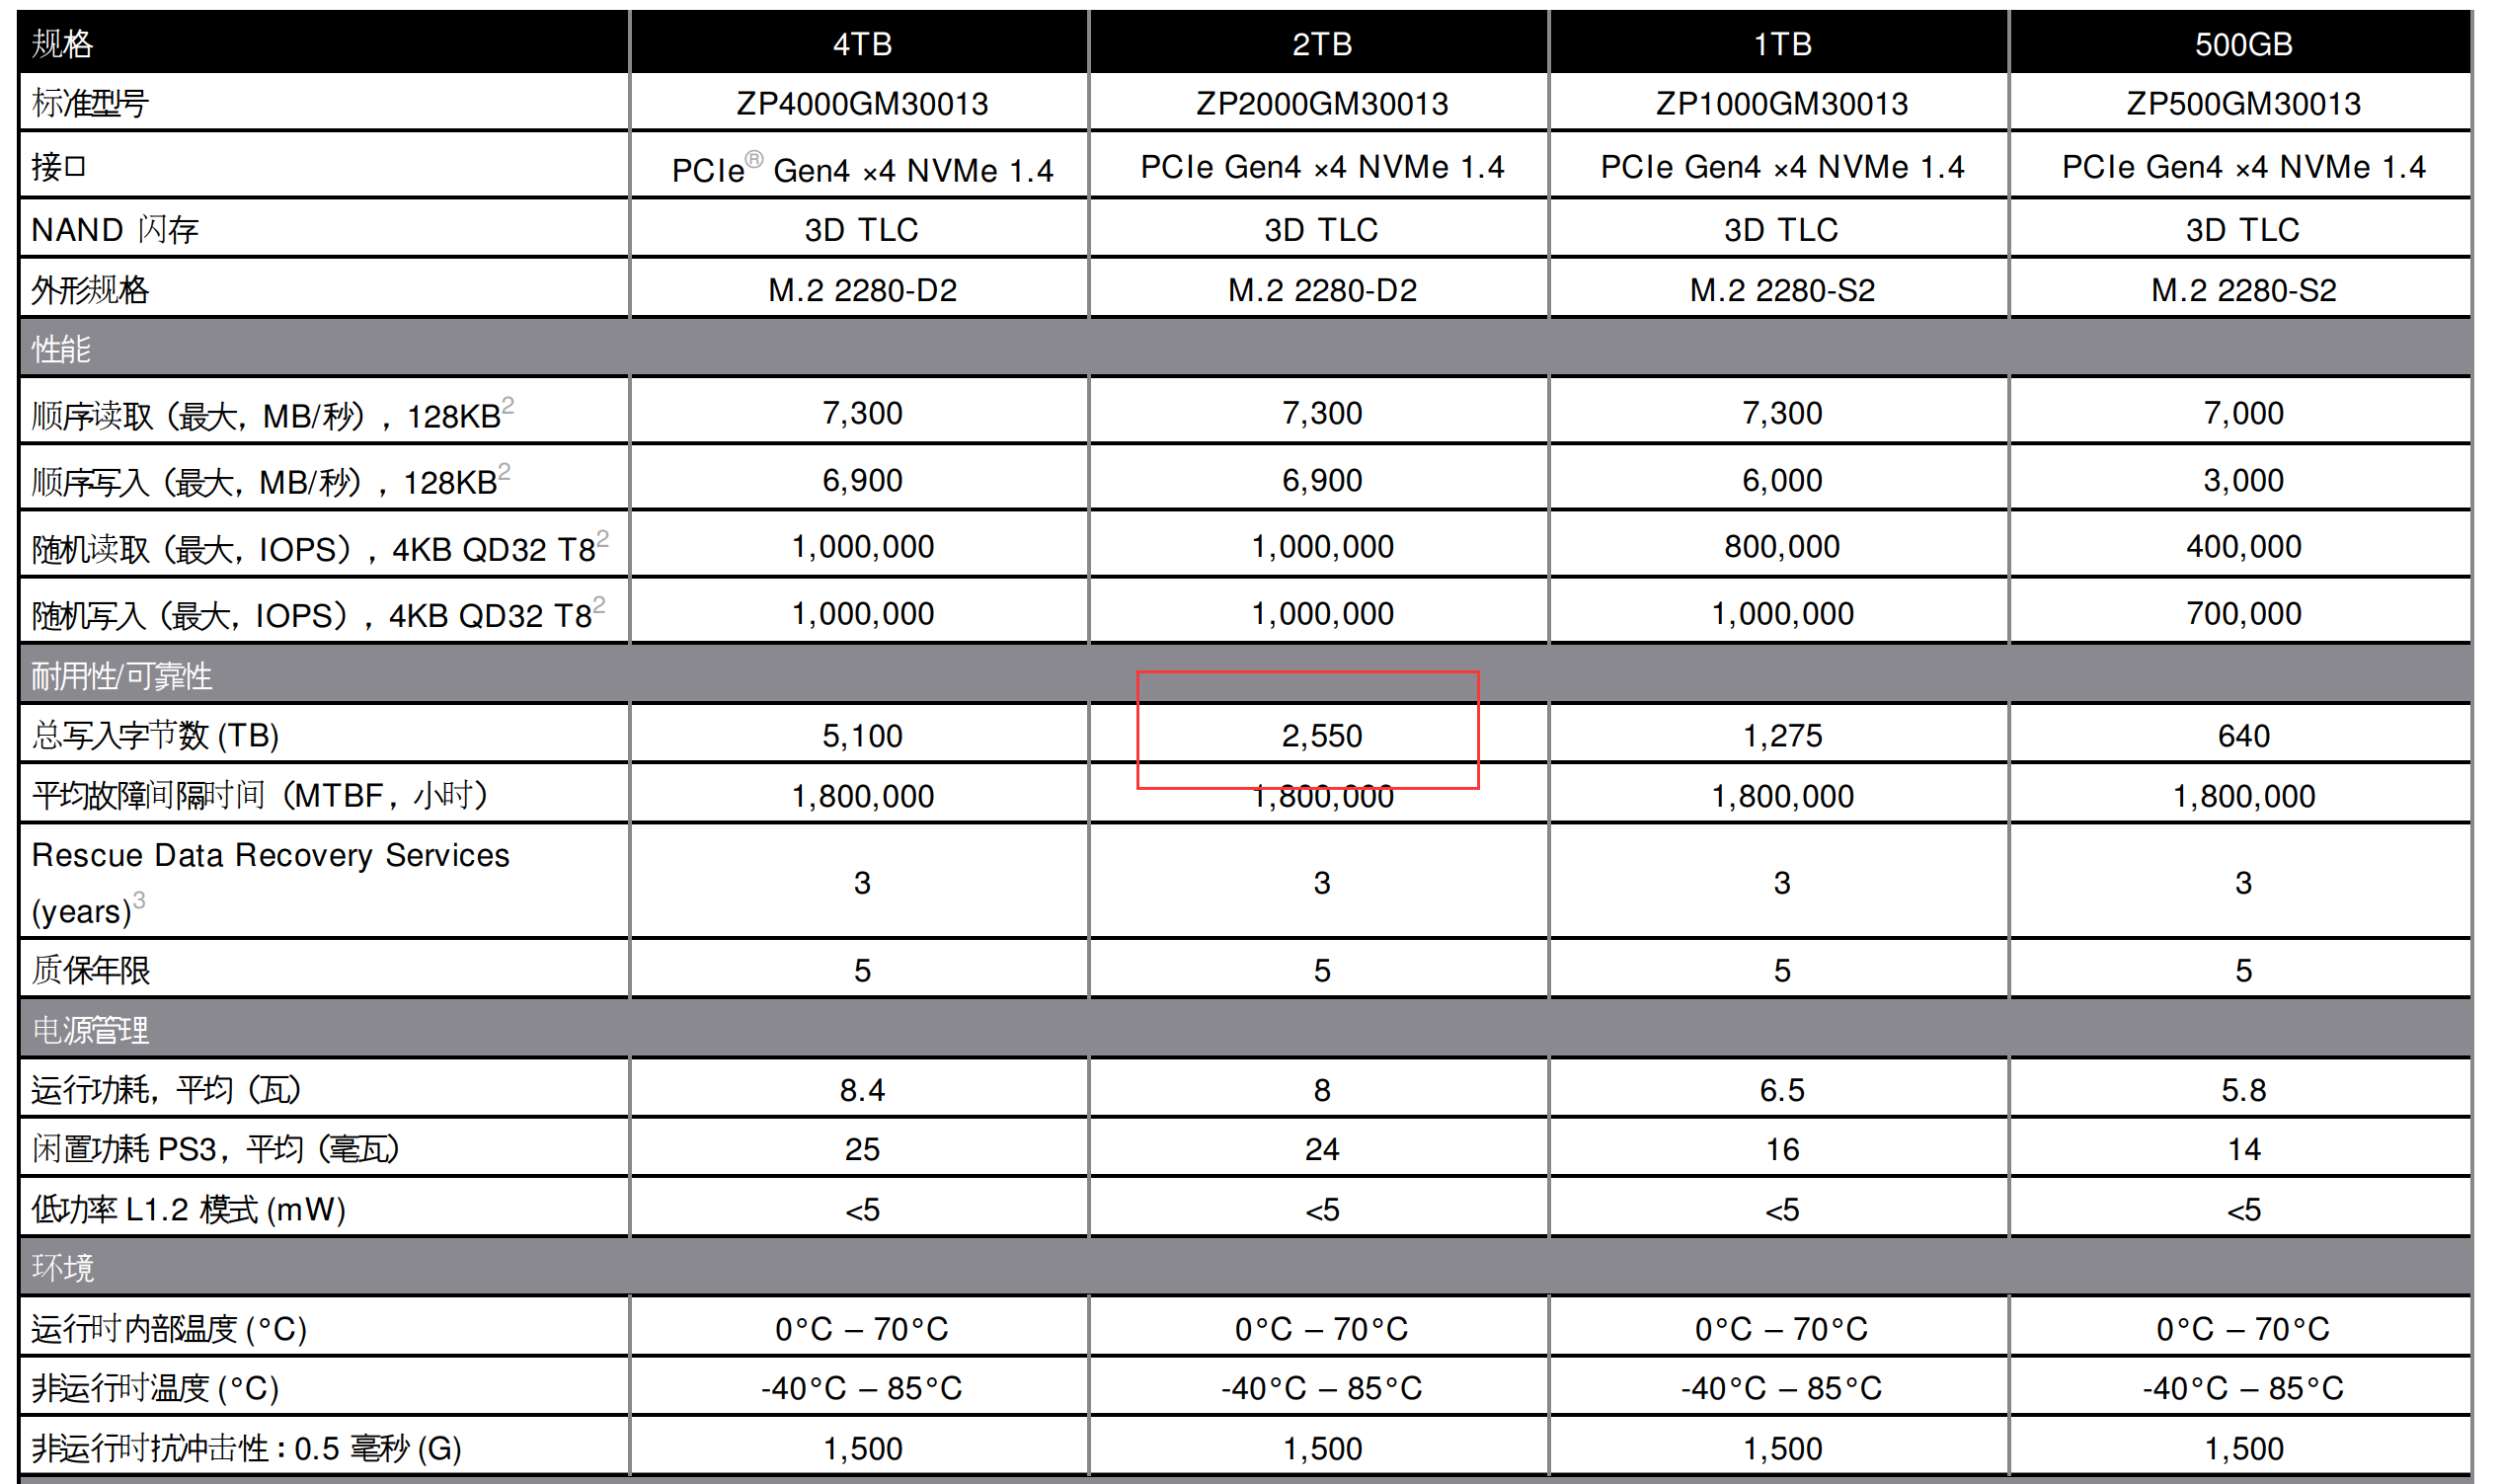 规格 4TB 2TB 1TB 500GB
标准型号 ZP4000GM30013 ZP2000GM30013 ZP1000GM30013 ZP500GM30013
接口 PCIe® Gen4 ×4 NVMe 1.4 PCIe Gen4 ×4 NVMe 1.4 PCIe Gen4 ×4 NVMe 1.4 PCIe Gen4 ×4 NVMe 1.4
NAND 闪存 3D TLC 3D TLC 3D TLC 3D TLC
外形规格 M.2 2280-D2 M.2 2280-D2 M.2 2280-S2 M.2 2280-S2
性能
顺序读取（最大，MB/秒），128KB2 7,300 7,300 7,300 7,000
顺序写入（最大，MB/秒），128KB2 6,900 6,900 6,000 3,000
随机读取（最大，IOPS），4KB QD32 T82 1,000,000 1,000,000 800,000 400,000
随机写入（最大，IOPS），4KB QD32 T82 1,000,000 1,000,000 1,000,000 700,000
耐用性/可靠性
总写入字节数 (TB) 5,100 2,550 1,275 640
平均故障间隔时间（MTBF，小时） 1,800,000 1,800,000 1,800,000 1,800,000
Rescue Data Recovery Services
(years)3 3 3 3 3
质保年限 5 5 5 5
电源管理
运行功耗，平均（瓦） 8.4 8 6.5 5.8
闲置功耗 PS3，平均（毫瓦） 25 24 16 14
低功率 L1.2 模式 (mW) <5 <5 <5 <5
环境
运行时内部温度 (°C) 0°C – 70°C 0°C – 70°C 0°C – 70°C 0°C – 70°C
非运行时温度 (°C) -40°C – 85°C -40°C – 85°C -40°C – 85°C -40°C – 85°C
非运行时抗冲击性：0.5 毫秒 (G) 1,500 1,500 1,500 1,500